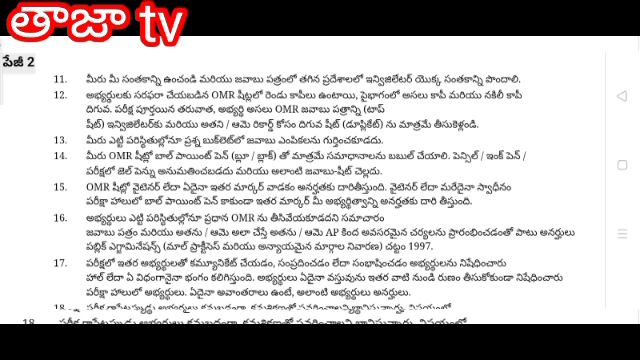 తాజా tv
పేజీ 2
11. మీరు మీ సంతకాన్ని ఉంచండి మరియు జవాబు పత్రంలో తగిన ప్రదేశాలలో ఇన్విజిలేటర్ యొక్క సంతకాన్ని పొందాలి.
12. అభ్యర్థులకు సరఫరా చేయబడిన OMR షీట్లలో రెండు కాపీలు ఉంటాయి, పైభాగంలో అసలు కాపీ మరియు నకిలీ కాపీ
దిగువ. పరీక్ష పూర్తయిన తరువాత, అభ్యర్థి అసలు OMR జవాబు పత్రాన్ని (టాప్
షీట్) ఇన్విజిలేటర్‌కు మరియు అతని / ఆమె రికార్డ్ కోసం దిగువ షీట్ (డూప్లికేట్) ను మాత్రమే తీసుకెళ్లండి.
13. మీరు ఎట్టి పరిస్థితుల్లోనూ ప్రశ్న బుక్‌లెట్‌లో జవాబు ఎంపికలను గుర్తించకూడదు.
14. మీరు OMR షీట్లో బాల్ పాయింట్ పెన్ (బ్లూ / బ్లాక్) తో మాత్రమే సమాధానాలను బబుల్ చేయాలి. పెన్సిల్ / ఇంక్ పెన్ /
పరీక్షలో జెల్ పెన్ను అనుమతించబడదు మరియు అలాంటి జవాబు-షీట్ చెల్లదు.
15. OMR షీట్లో వైటెనర్ లేదా ఏదైనా ఇతర మార్కర్ వాడకం అనర్హతకు దారితీస్తుంది. వైటెనర్ లేదా మరేదైనా స్వాధీనం
పరీక్షా హాలులో బాల్ పాయింట్ పెన్ కాకుండా ఇతర మార్కర్ మీ అభ్యర్థిత్వాన్ని అనర్హతకు దారి తీస్తుంది.
16. అభ్యర్థులు ఎట్టి పరిస్థితుల్లోనూ ప్రధాన OMR ను తీసివేయకూడదని సమాచారం
జవాబు పత్రం మరియు అతను / ఆమె అలా చేస్తే అతను / ఆమె AP కింద అవసరమైన చర్యలను ప్రారంభించడంతో పాటు అనర్హులు
పబ్లిక్ ఎగ్జామినేషన్స్ (మాల్ ప్రాక్టీసెస్ మరియు అన్యాయమైన మార్గాల నివారణ) చట్టం 1997.
17. పరీక్షలో ఇతర అభ్యర్థులతో కమ్యూనికేట్ చేయడం, సంప్రదించడం లేదా సంభాషించడం అభ్యర్థులను నిషేధించారు
హాల్ లేదా ఏ విధంగానైనా భంగం కలిగిస్తుంది. అభ్యర్థులు ఏదైనా వస్తువును ఇతర వాటి నుండి రుణం తీసుకోకుండా నిషేధించారు
పరీక్షా హాలులో అభ్యర్థులు. ఏదైనా అవాంతరాలు ఉంటే, అలాంటి అభ్యర్థులు అనర్హులు.
18.